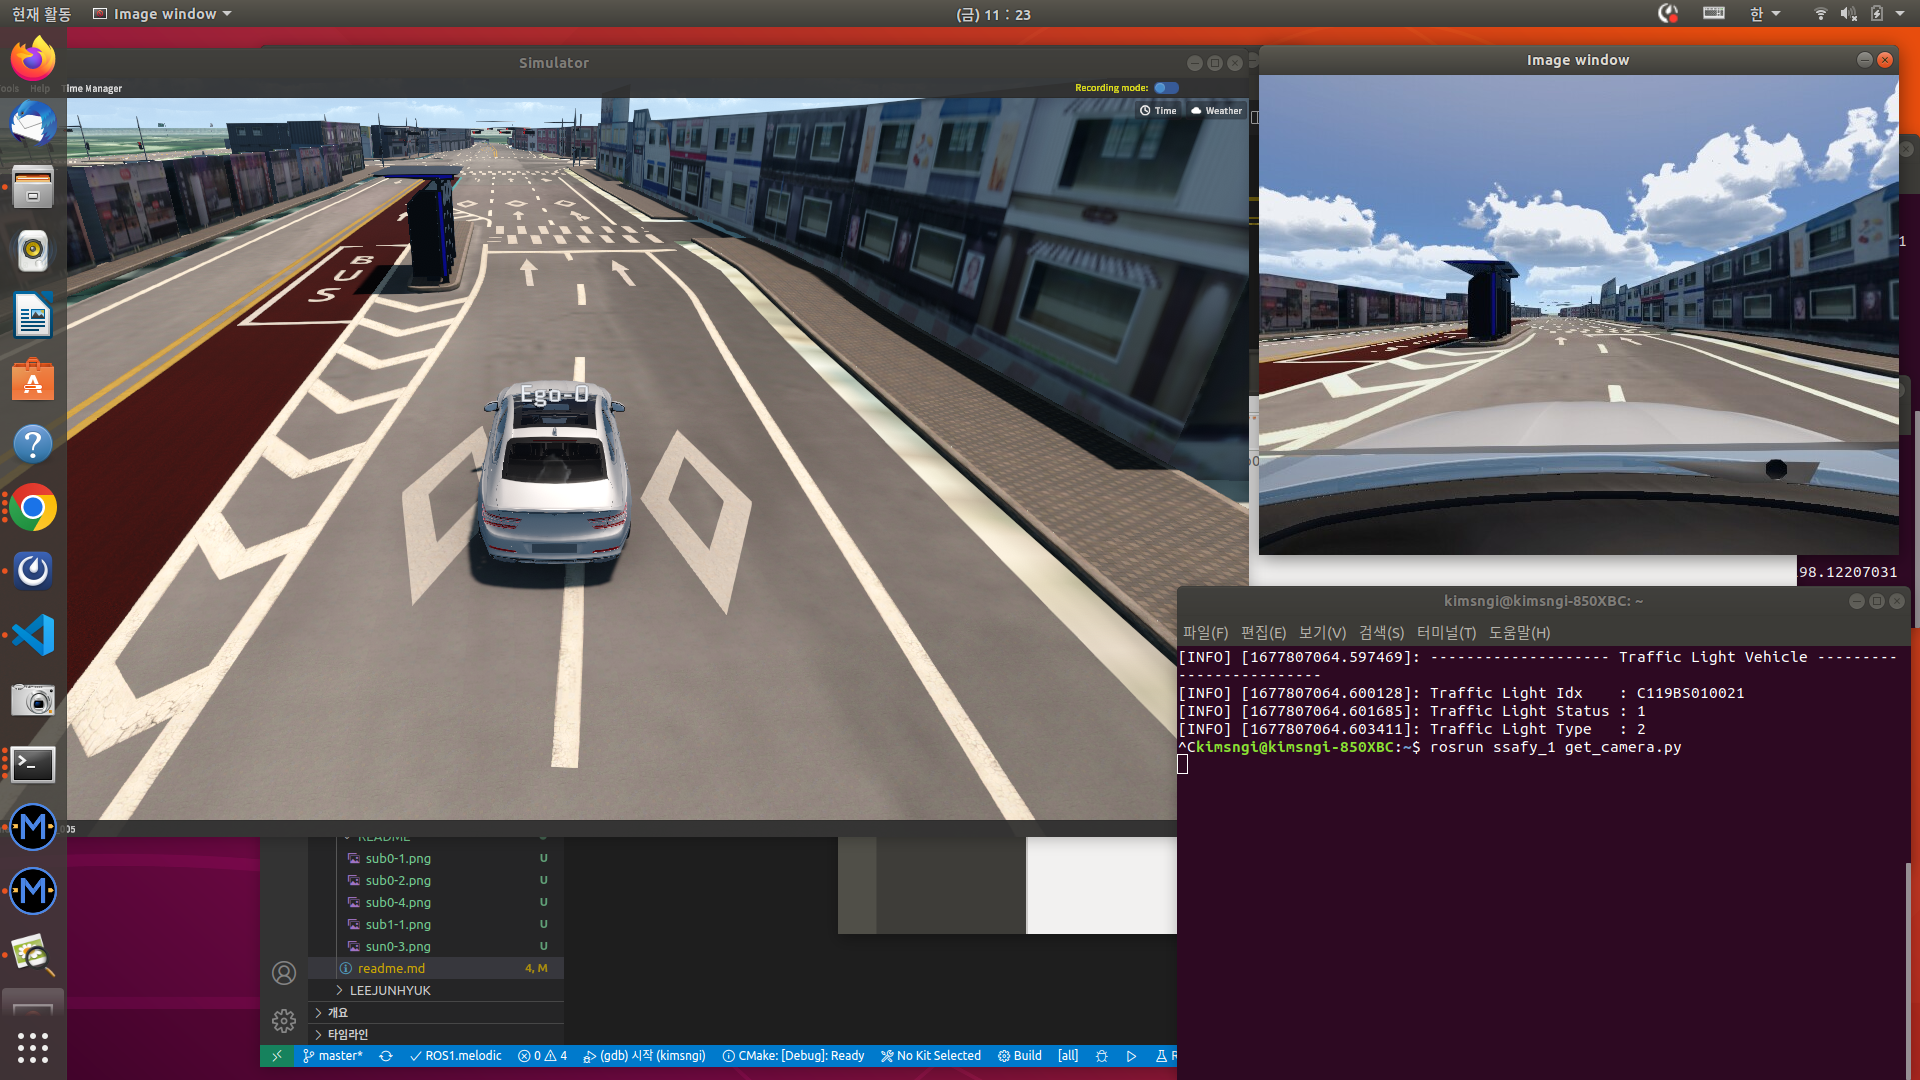 현재 활동
Image window
(금) 11 : 23
한
Simulator
Tools Help Time Manager
Recording mode:
Time
Weather
BUS
Ego-0
Image window
1
98.12207031
kimsngi@kimsngi-850XBC: ~
파일(F) 편집(E) 보기(V) 검색(S) 터미널(T) 도움말(H)
[INFO] [1677807064.597469]: -------------------- Traffic Light Vehicle ---------
----------------
[INFO] [1677807064.600128]: Traffic Light Idx    : C119BS010021
[INFO] [1677807064.601685]: Traffic Light Status : 1
[INFO] [1677807064.603411]: Traffic Light Type   : 2
^Ckimsngi@kimsngi-850XBC:~$ rosrun ssafy_1 get_camera.py
README
sub0-1.png U
sub0-2.png U
sub0-4.png U
sub1-1.png U
sun0-3.png U
readme.md 4, M
LEEJUNHYUK
개요
타임라인
master* ROS1.melodic 0 4 (gdb) 시작 (kimsngi) CMake: [Debug]: Ready No Kit Selected Build [all]